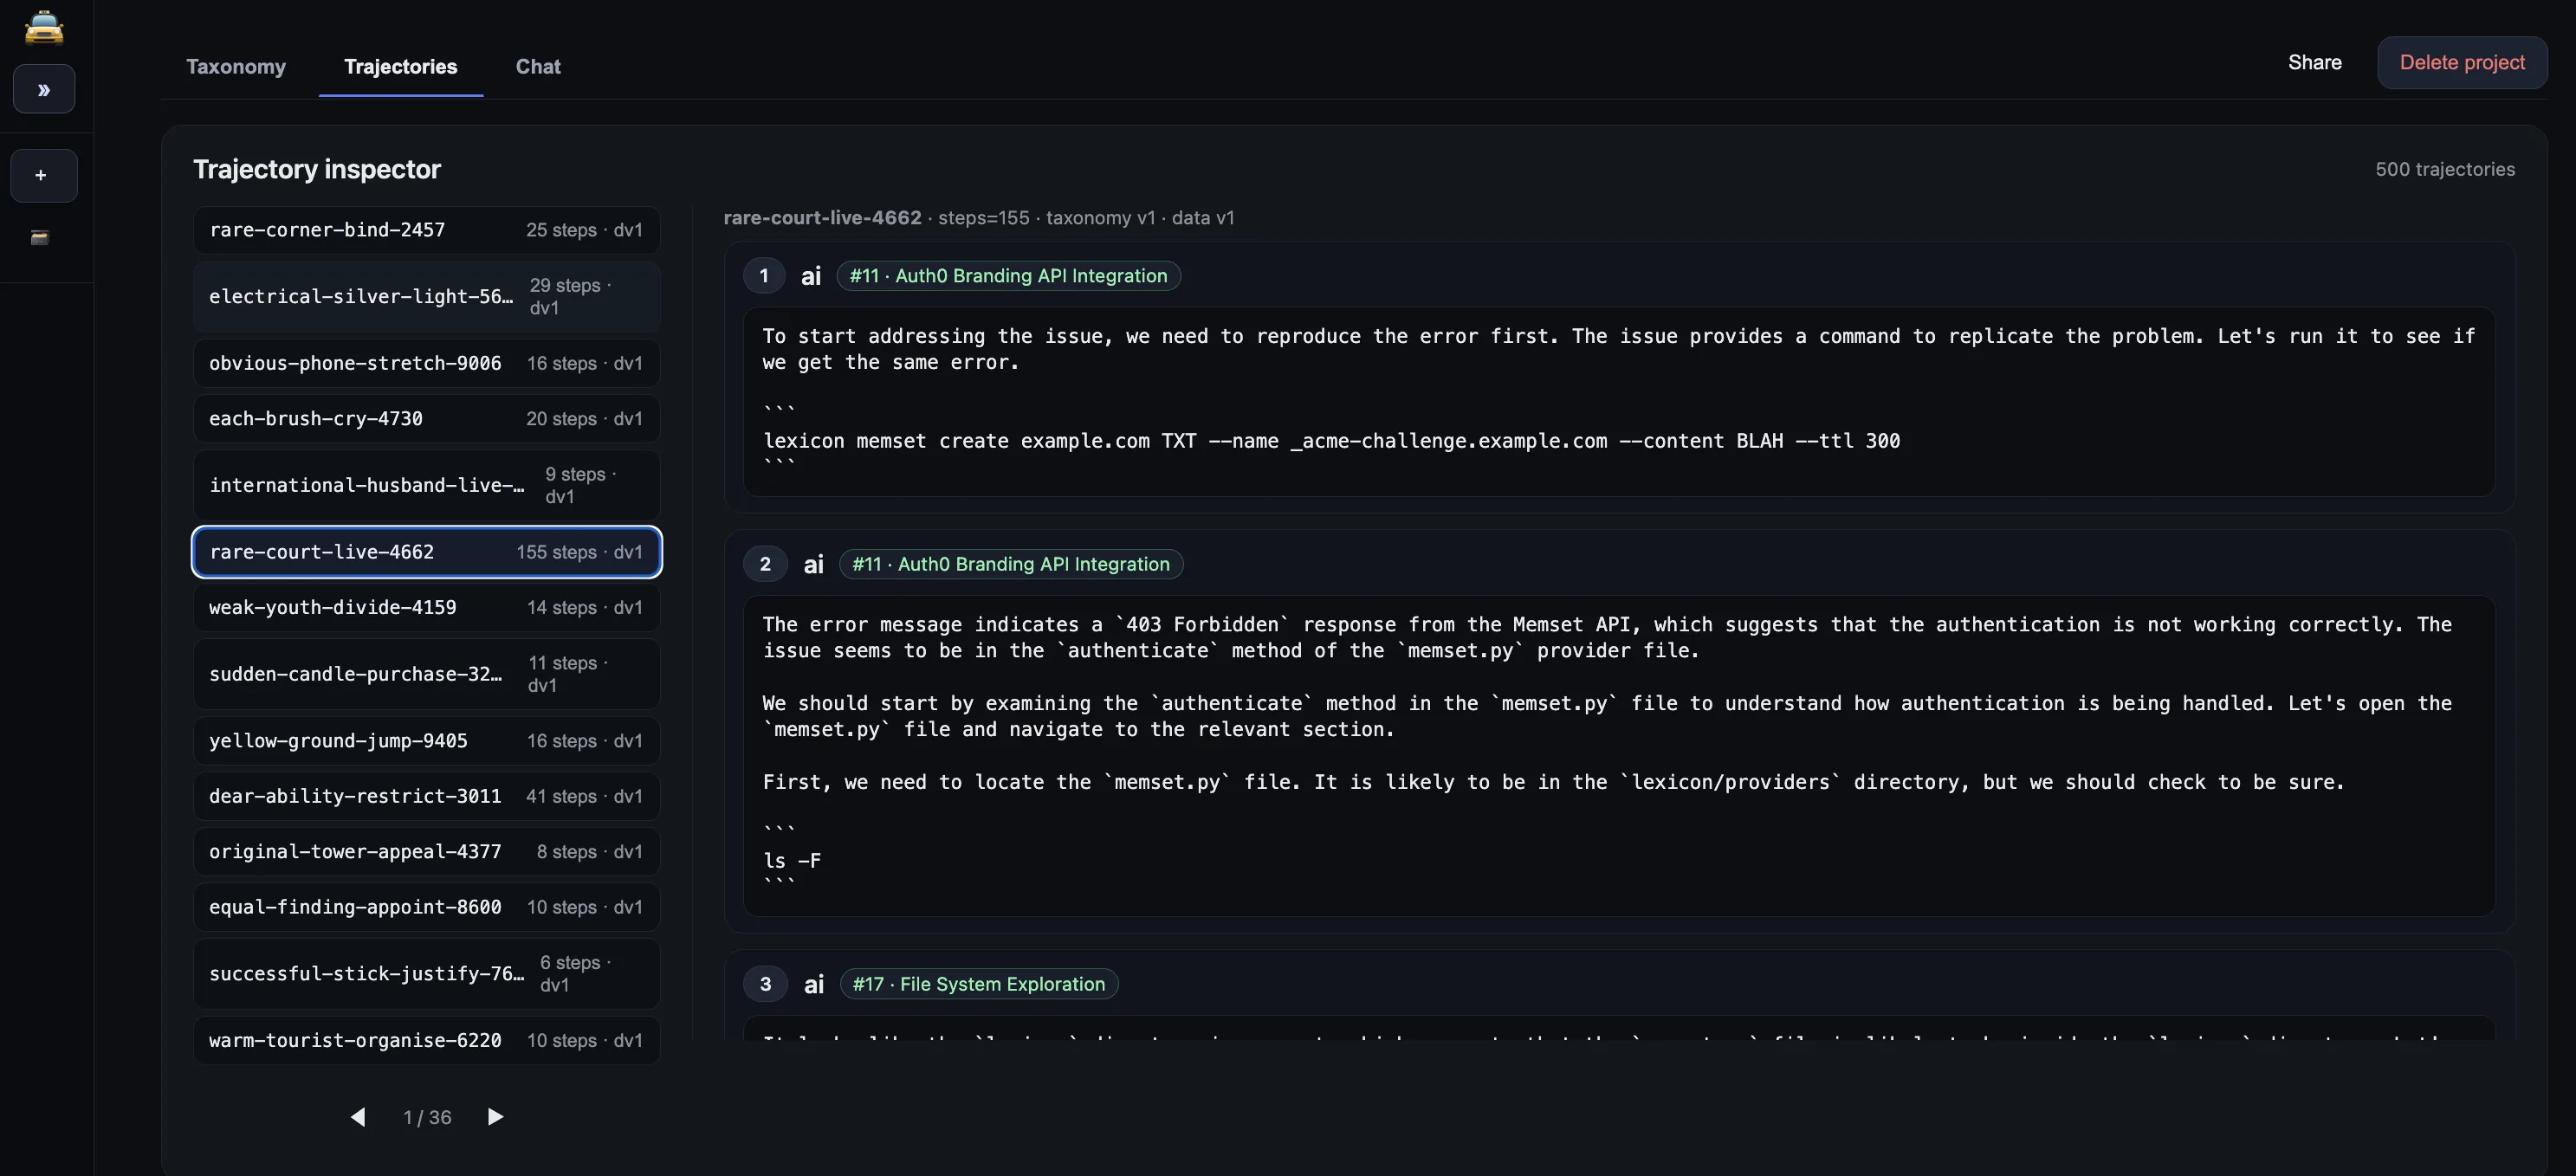 Taxonomy
Trajectories
Chat
Share
Delete project
»
+
Trajectory inspector
500 trajectories
rare-corner-bind-2457
25 steps · dv1
electrical-silver-light-56…
29 steps ·
dv1
obvious-phone-stretch-9006
16 steps · dv1
each-brush-cry-4730
20 steps · dv1
international-husband-live-…
9 steps ·
dv1
rare-court-live-4662
155 steps · dv1
weak-youth-divide-4159
14 steps · dv1
sudden-candle-purchase-32…
11 steps ·
dv1
yellow-ground-jump-9405
16 steps · dv1
dear-ability-restrict-3011
41 steps · dv1
original-tower-appeal-4377
8 steps · dv1
equal-finding-appoint-8600
10 steps · dv1
successful-stick-justify-76…
6 steps ·
dv1
warm-tourist-organise-6220
10 steps · dv1
1 / 36
rare-court-live-4662 · steps=155 · taxonomy v1 · data v1
1 ai #11 · Auth0 Branding API Integration
To start addressing the issue, we need to reproduce the error first. The issue provides a command to replicate the problem. Let's run it to see if
we get the same error.
```
lexicon memset create example.com TXT --name _acme-challenge.example.com --content BLAH --ttl 300
```
2 ai #11 · Auth0 Branding API Integration
The error message indicates a `403 Forbidden` response from the Memset API, which suggests that the authentication is not working correctly. The
issue seems to be in the `authenticate` method of the `memset.py` provider file.
We should start by examining the `authenticate` method in the `memset.py` file to understand how authentication is being handled. Let's open the
`memset.py` file and navigate to the relevant section.
First, we need to locate the `memset.py` file. It is likely to be in the `lexicon/providers` directory, but we should check to be sure.
```
ls -F
```
3 ai #17 · File System Exploration